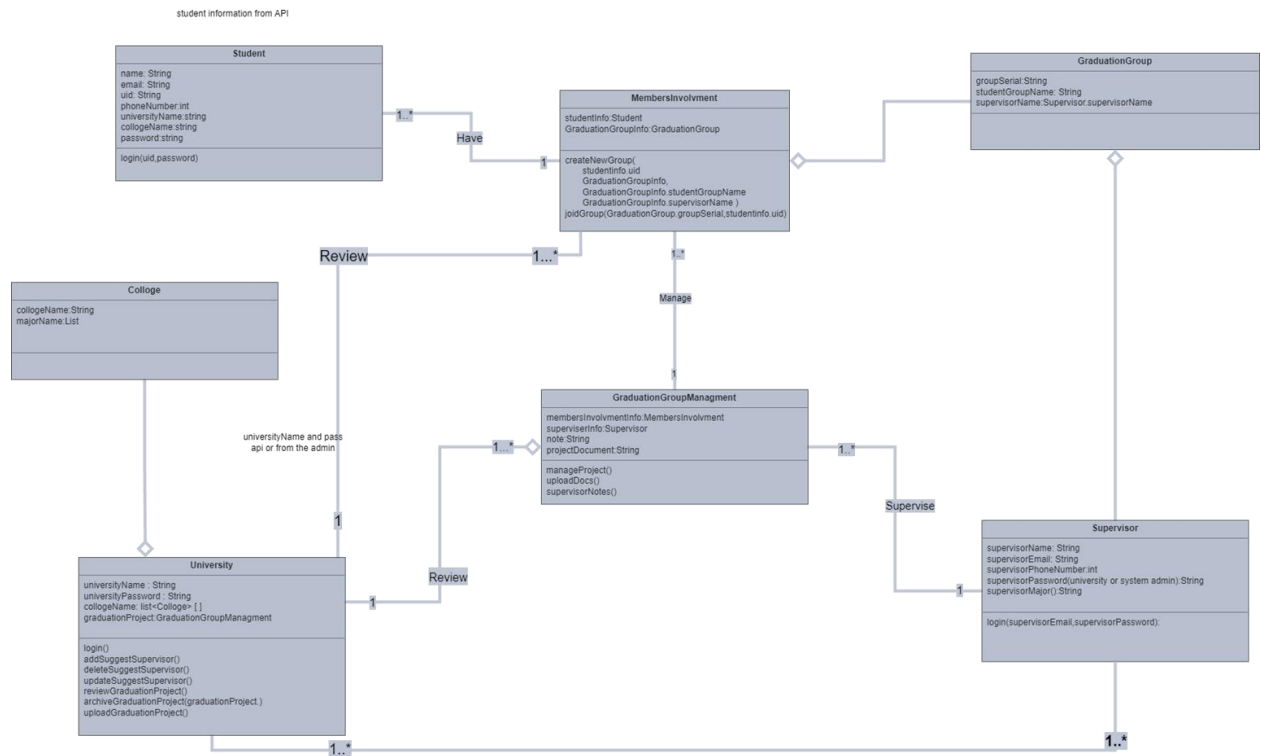 student information from API
Student
name: String
email: String
uid: String
phoneNumber:int
universityName:string
collogeName:string
password:string
login(uid,password)
1..*
Have
1
MembersInvolvment
studentInfo:Student
GraduationGroupInfo:GraduationGroup
createNewGroup(
studentinfo.uid
GraduationGroupInfo,
GraduationGroupInfo.studentGroupName
GraduationGroupInfo.supervisorName )
joidGroup(GraduationGroup.groupSerial,studentinfo.uid)
GraduationGroup
groupSerial:String
studentGroupName: String
supervisorName:Supervisor.supervisorName
Review
1...*
1..*
Manage
1
Colloge
collogeName:String
majorName:List
universityName and pass
api or from the admin
1
GraduationGroupManagment
membersInvolvmentInfo:MembersInvolvment
superviserInfo:Supervisor
note:String
projectDocument:String
manageProject()
uploadDocs()
supervisorNotes()
1...*
Review
1
1..*
Supervise
1
University
universityName : String
universityPassword : String
collogeName: list<Colloge> [ ]
graduationProject:GraduationGroupManagment
login()
addSuggestSupervisor()
deleteSuggestSupervisor()
updateSuggestSupervisor()
reviewGraduationProject()
archiveGraduationProject(graduationProject.)
uploadGraduationProject()
Supervisor
supervisorName: String
supervisorEmail: String
supervisorPhoneNumber:int
supervisorPassword(university or system admin):String
supervisorMajor():String
login(supervisorEmail,supervisorPassword):
1..*
1..*